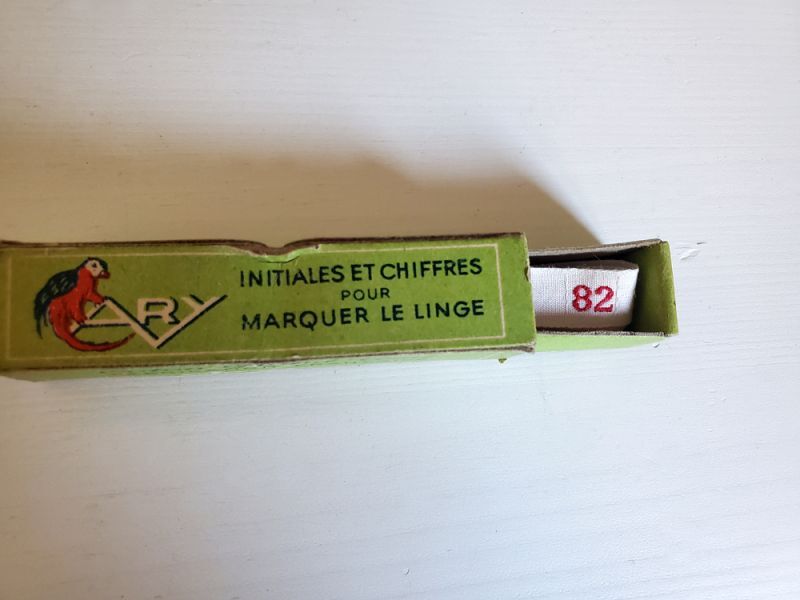 ARY
INITIALES ET CHIFFRES
POUR
MARQUER LE LINGE
82